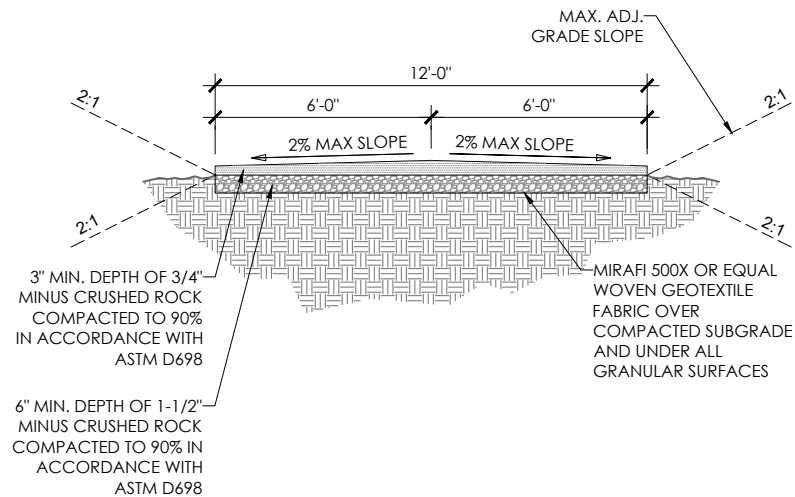 MAX. ADJ.
GRADE SLOPE
12'-0"
6'-0"
6'-0"
2:1
2:1
2% MAX SLOPE
2% MAX SLOPE
2:1
2:1
3" MIN. DEPTH OF 3/4"
MINUS CRUSHED ROCK
COMPACTED TO 90%
IN ACCORDANCE WITH
ASTM D698
MIRAFI 500X OR EQUAL
WOVEN GEOTEXTILE
FABRIC OVER
COMPACTED SUBGRADE
AND UNDER ALL
GRANULAR SURFACES
6" MIN. DEPTH OF 1-1/2"
MINUS CRUSHED ROCK
COMPACTED TO 90% IN
ACCORDANCE WITH
ASTM D698